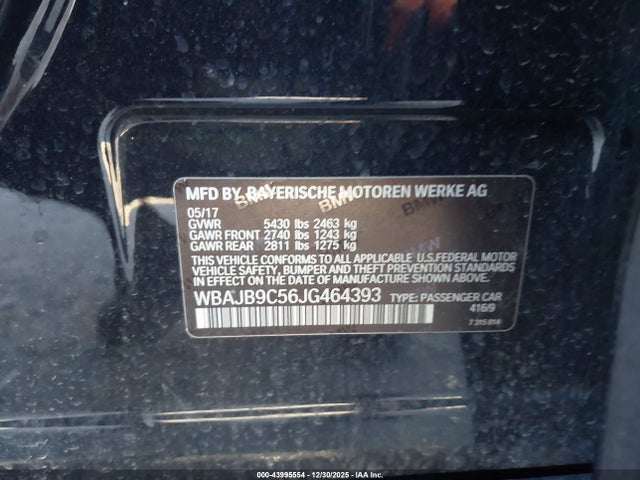 MFD BY BAYERISCHE MOTOREN WERKE AG
05/17
GVWR 5430 lbs 2463 kg
GAWR FRONT 2740 lbs 1243 kg
GAWR REAR 2811 lbs 1275 kg
THIS VEHICLE CONFORMS TO ALL APPLICABLE U.S.FEDERAL MOTOR
VEHICLE SAFETY, BUMPER, AND THEFT PREVENTION STANDARDS
IN EFFECT ON THE DATE OF MANUFACTURE SHOWN ABOVE.
WBAJB9C56JG464393 TYPE: PASSENGER CAR
416/9
7 395 814
000-43995554 - 12/30/2025 - IAA Inc.